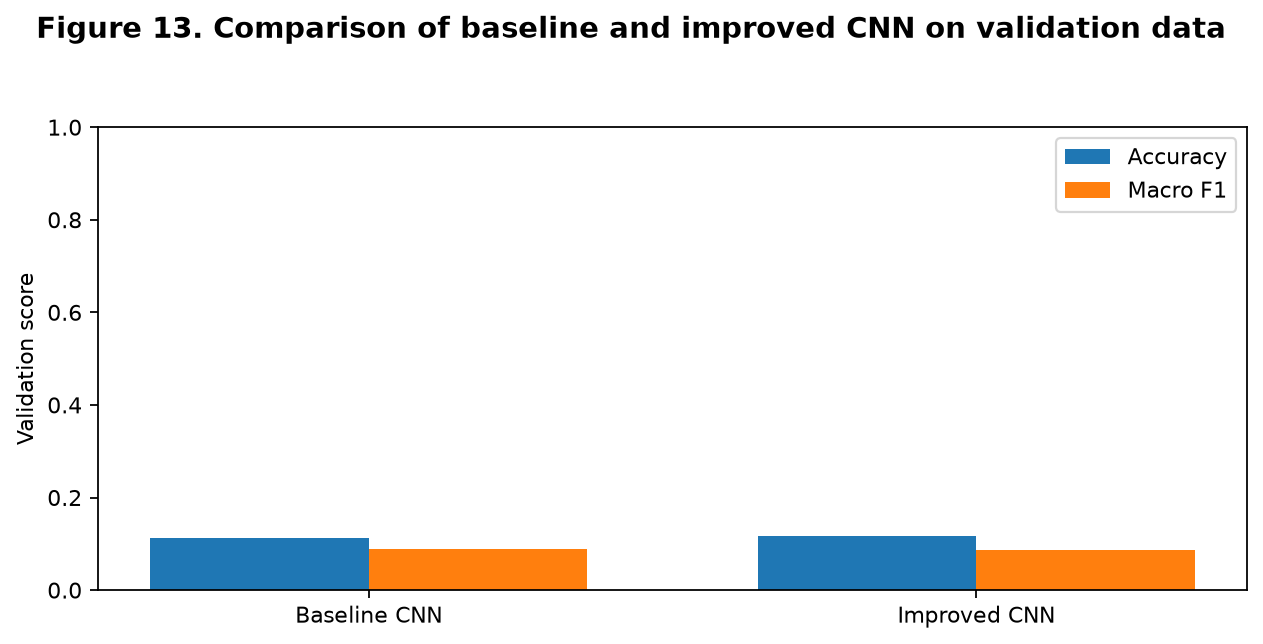 Figure 13. Comparison of baseline and improved CNN on validation data
1.0
0.8
0.6
0.4
0.2
0.0
Validation score
Accuracy
Macro F1
Baseline CNN
Improved CNN